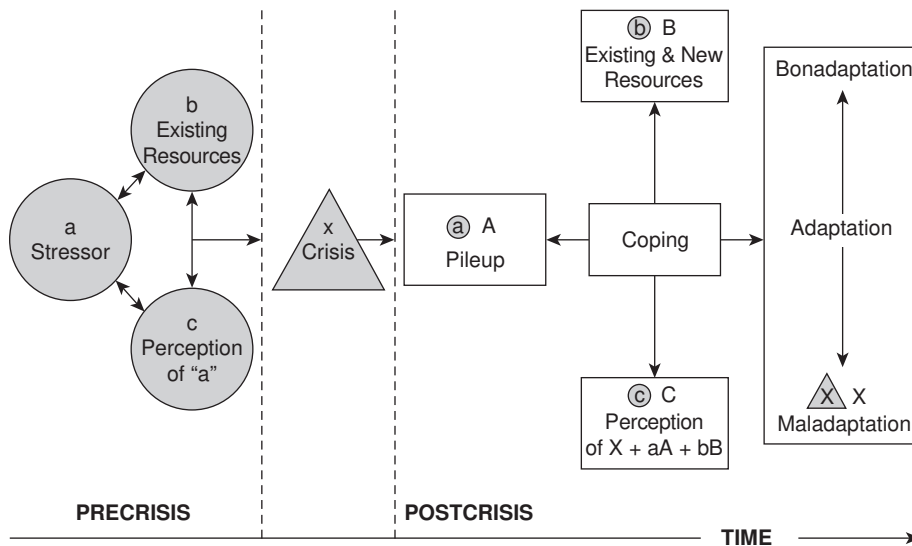 b
Existing
Resources
a
Stressor
c
Perception
of “a”
x
Crisis
a A
Pileup
b B
Existing & New
Resources
Coping
c C
Perception
of X + aA + bB
Bonadaptation
Adaptation
X X
Maladaptation
PRECRISIS
POSTCRISIS
TIME